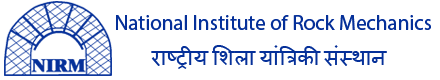 NIRM
National Institute of Rock Mechanics
राष्ट्रीय शिला यांत्रिकी संस्थान